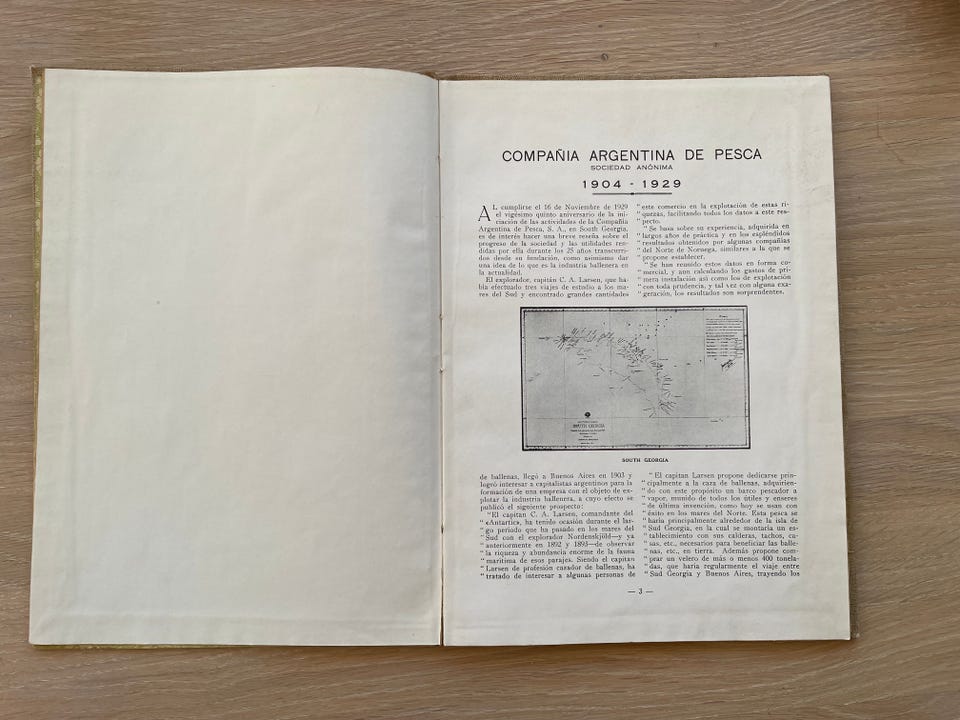 COMPAÑIA ARGENTINA DE PESCA
SOCIEDAD ANÓNIMA
1904 - 1929
AL cumplirse el 16 de Noviembre de 1929
el vigésimo quinto aniversario de la ini-
ciación de las actividades de la Compañía
Argentina de Pesca, S. A., en South Georgia,
es de interés hacer una breve reseña sobre el
progreso de la sociedad y las utilidades ren-
didas por ella durante los 25 años transcurri-
dos desde su fundación, como asimismo dar
una idea de lo que es la industria ballenera en
la actualidad.
El explorador, capitán C. A. Larsen, que ha-
bía efectuado tres viajes de estudio a los ma-
res del Sud y encontrado grandes cantidades
“ este comercio en la explotación de estas ri-
“ quezas, facilitando todos los datos a este res-
“ pecto.
“ Se basa sobre su experiencia, adquirida en
“ largos años de práctica y en los espléndidos
“ resultados obtenidos por algunas compañías
“ del Norte de Noruega, similares a la que se
“ propone establecer.
“ Se han reunido estos datos en forma co-
“ mercial, y aun calculando los gastos de pri-
“ mera instalación así como los de explotación
“ con toda prudencia, y tal vez con alguna exa-
“ geración, los resultados son sorprendentes.
SOUTH GEORGIA
SOUTH GEORGIA
de ballenas, llegó a Buenos Aires en 1903 y
logró interesar a capitalistas argentinos para la
formación de una empresa con el objeto de ex-
plotar la industria ballenera, a cuyo efecto se
publicó el siguiente prospecto:
“El capitán C. A. Larsen, comandante del
“ «Antartic», ha tenido ocasión durante el lar-
“ go período que ha pasado en los mares del
“ Sud con el explorador Nordenskjöld—y ya
“ anteriormente en 1892 y 1893—de observar
“ la riqueza y abundancia enorme de la fauna
“ marítima de esos parajes. Siendo el capitán
“ Larsen de profesión cazador de ballenas, ha
“ tratado de interesar a algunas personas de
“ El capitán Larsen propone dedicarse prin-
“ cipalmente a la caza de ballenas, adquirien-
“ do con este propósito un barco pescador a
“ vapor, munido de todos los útiles y enseres
“ de última invención, como hoy se usan con
“ éxito en los mares del Norte. Esta pesca se
“ haría principalmente alrededor de la isla de
“ Sud Georgia, en la cual se montaría un es-
“ tablecimiento con sus calderas, tachos, ca-
“ sas, etc., necesarios para beneficiar las balle-
“ nas, etc., en tierra. Además propone com-
“ prar un velero de más o menos 400 tonela-
“ das, que haría regularmente el viaje entre
“ Sud Georgia y Buenos Aires, trayendo los
— 3 —